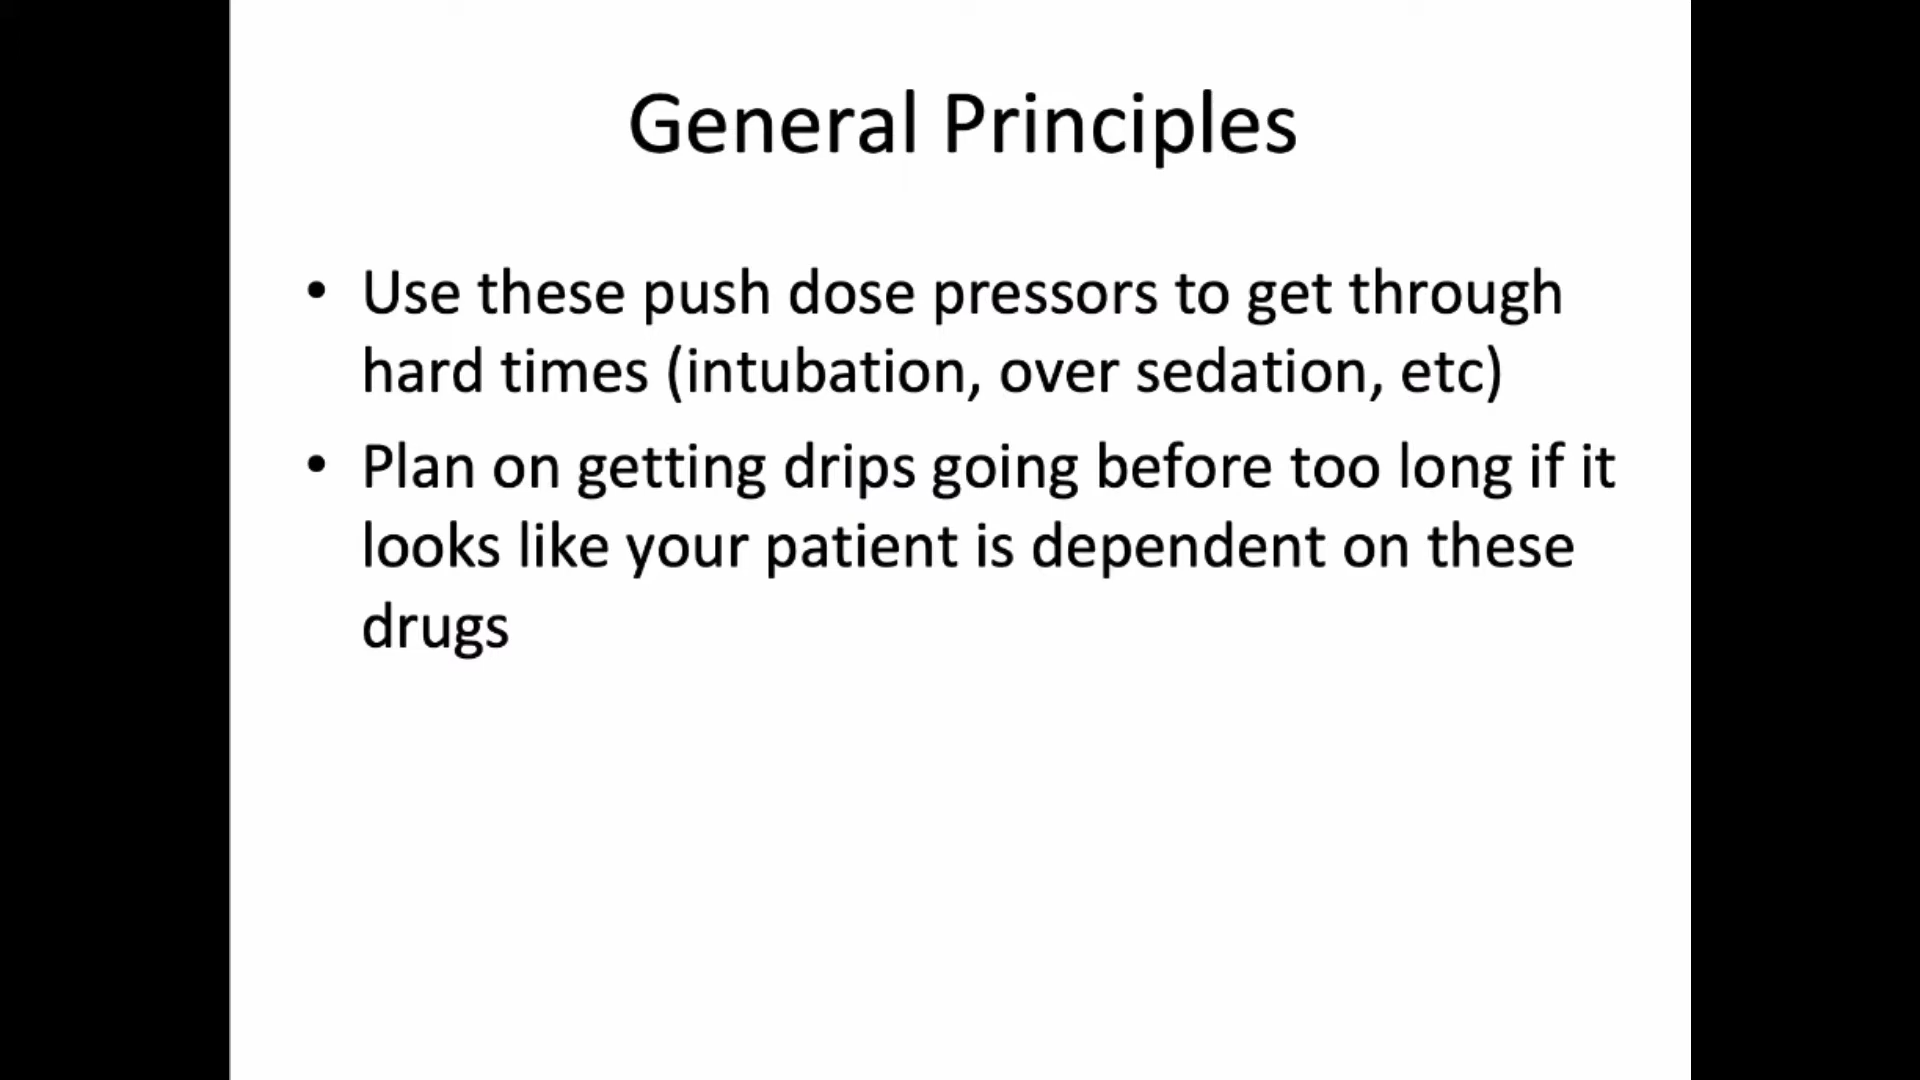 General Principles
• Use these push dose pressors to get through
hard times (intubation, over sedation, etc)
• Plan on getting drips going before too long if it
looks like your patient is dependent on these
drugs